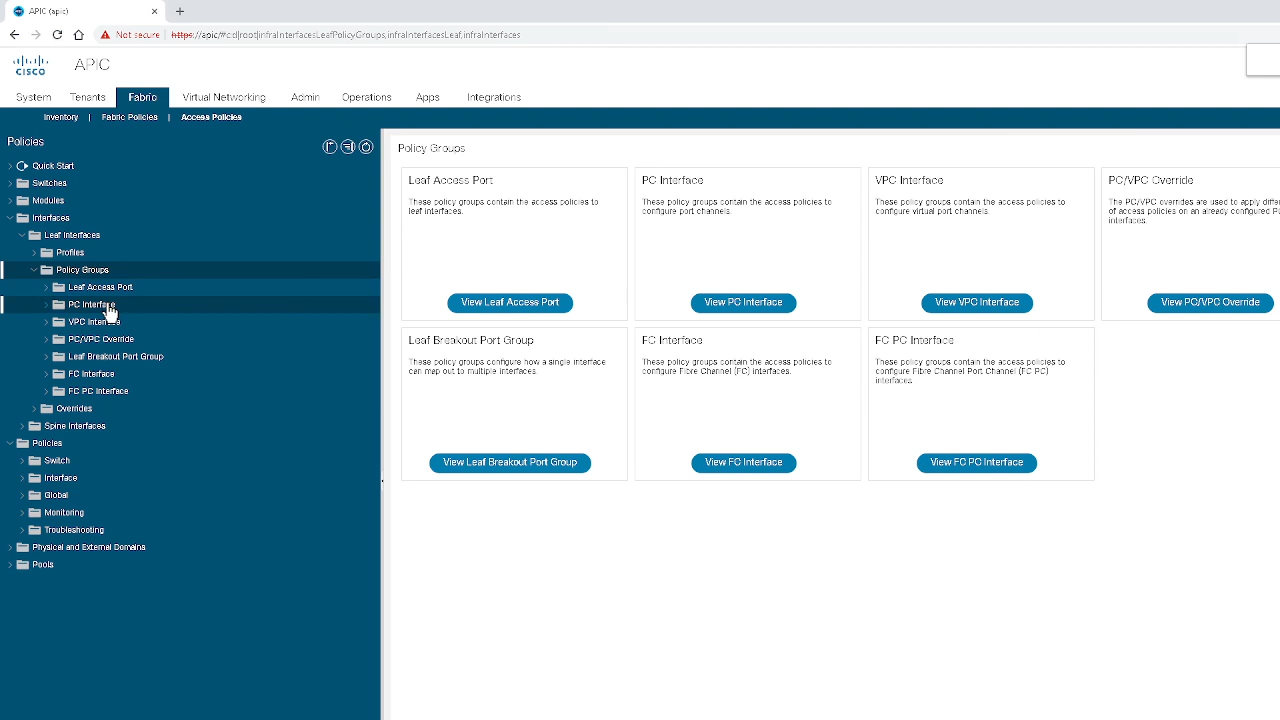 APIC (apic)
Not secure
https://apic/#c:d|root|infraInterfacesLeafPolicyGroups,infraInterfacesLeaf,infraInterfaces
CISCO APIC
System Tenants Fabric Virtual Networking Admin Operations Apps Integrations
Inventory | Fabric Policies | Access Policies
Policies
Quick Start
Switches
Modules
Interfaces
Leaf Interfaces
Profiles
Policy Groups
Leaf Access Port
PC Interface
VPC Interface
PC/VPC Override
Leaf Breakout Port Group
FC Interface
FC PC Interface
Overrides
Spine Interfaces
Policies
Switch
Interface
Global
Monitoring
Troubleshooting
Physical and External Domains
Pools
Policy Groups
Leaf Access Port
These policy groups contain the access policies to
leaf interfaces.
View Leaf Access Port
PC Interface
These policy groups contain the access policies to
configure port channels.
View PC Interface
VPC Interface
These policy groups contain the access policies to
configure virtual port channels.
View VPC Interface
PC/VPC Override
The PC/VPC overrides are used to apply
of access policies on an already configured
interfaces.
View PC/VPC Override
Leaf Breakout Port Group
These policy groups configure how a single interface
can map out to multiple interfaces.
View Leaf Breakout Port Group
FC Interface
These policy groups contain the access policies to
configure Fibre Channel (FC) interfaces.
View FC Interface
FC PC Interface
These policy groups contain the access policies to
configure Fibre Channel Port Channel (FC PC)
interfaces
View FC PC Interface